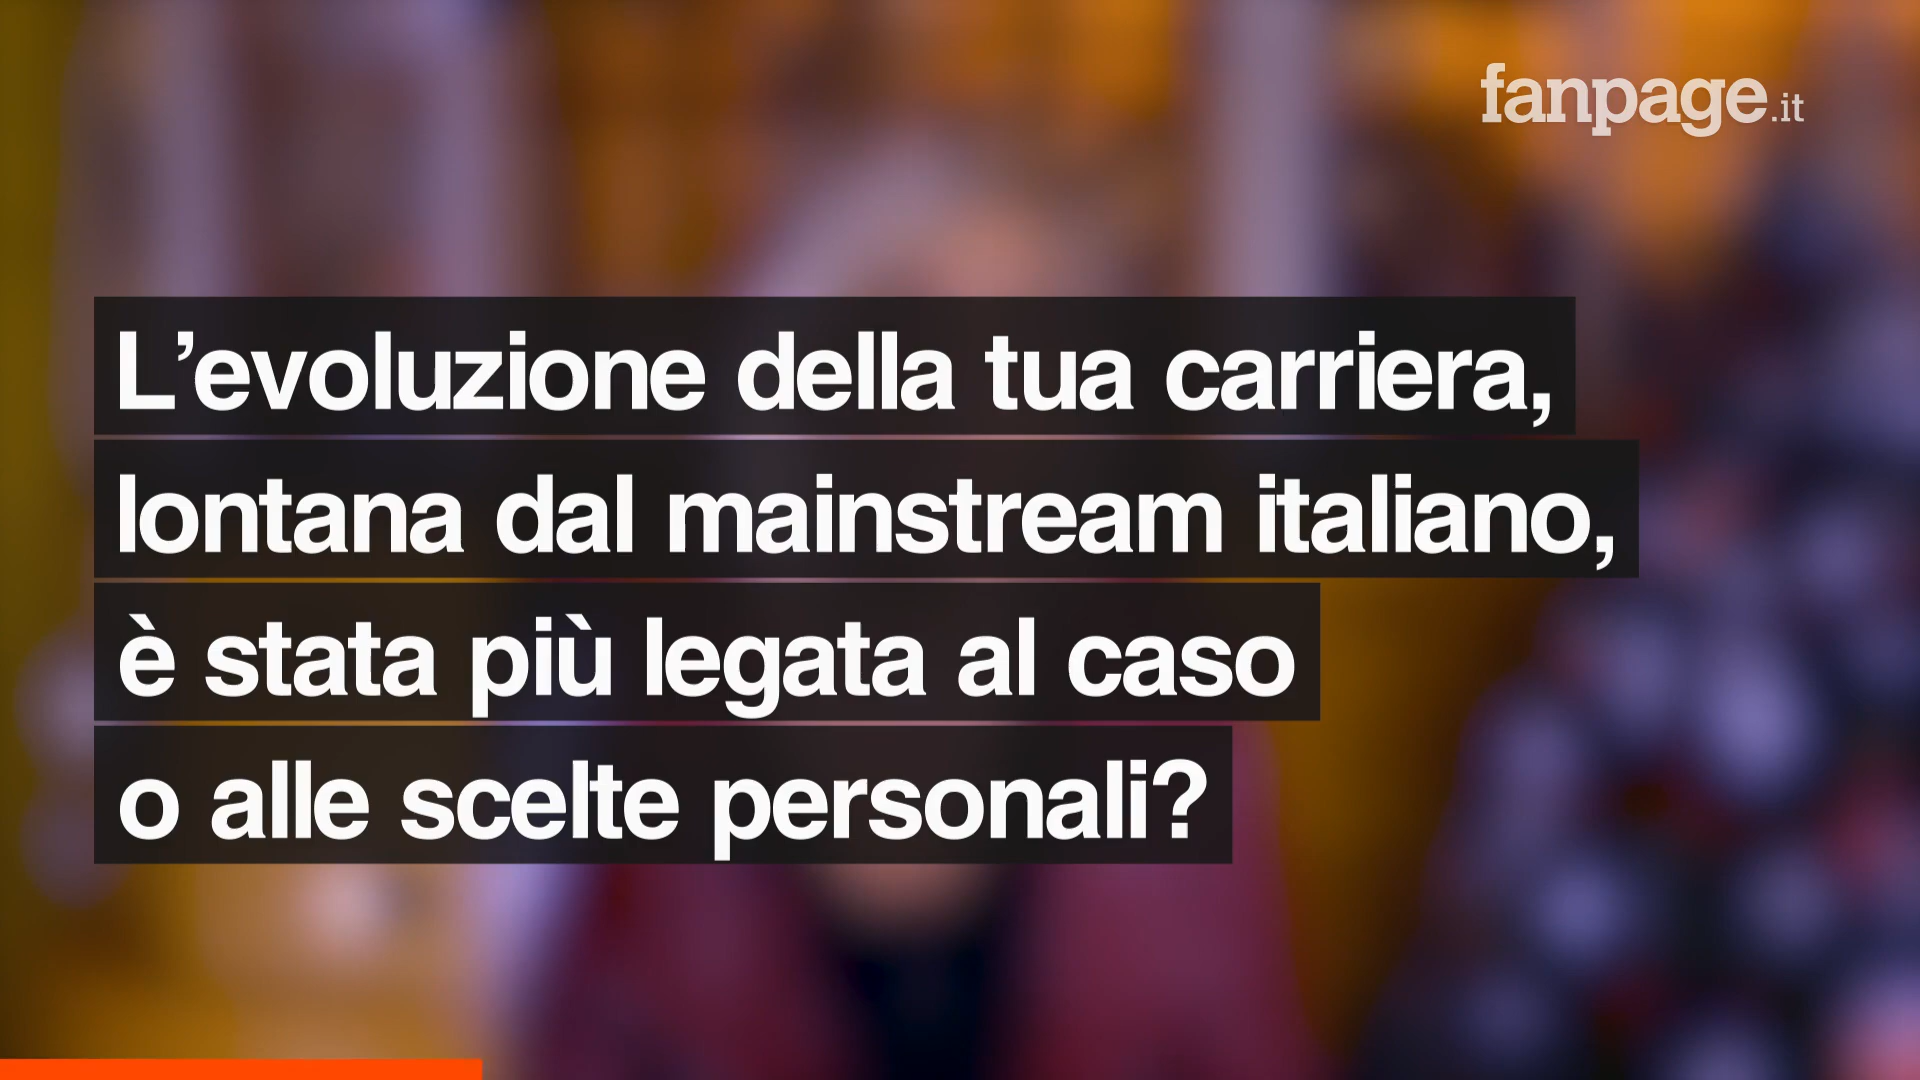 fanpage.it
L’evoluzione della tua carriera,
lontana dal mainstream italiano,
è stata più legata al caso
o alle scelte personali?